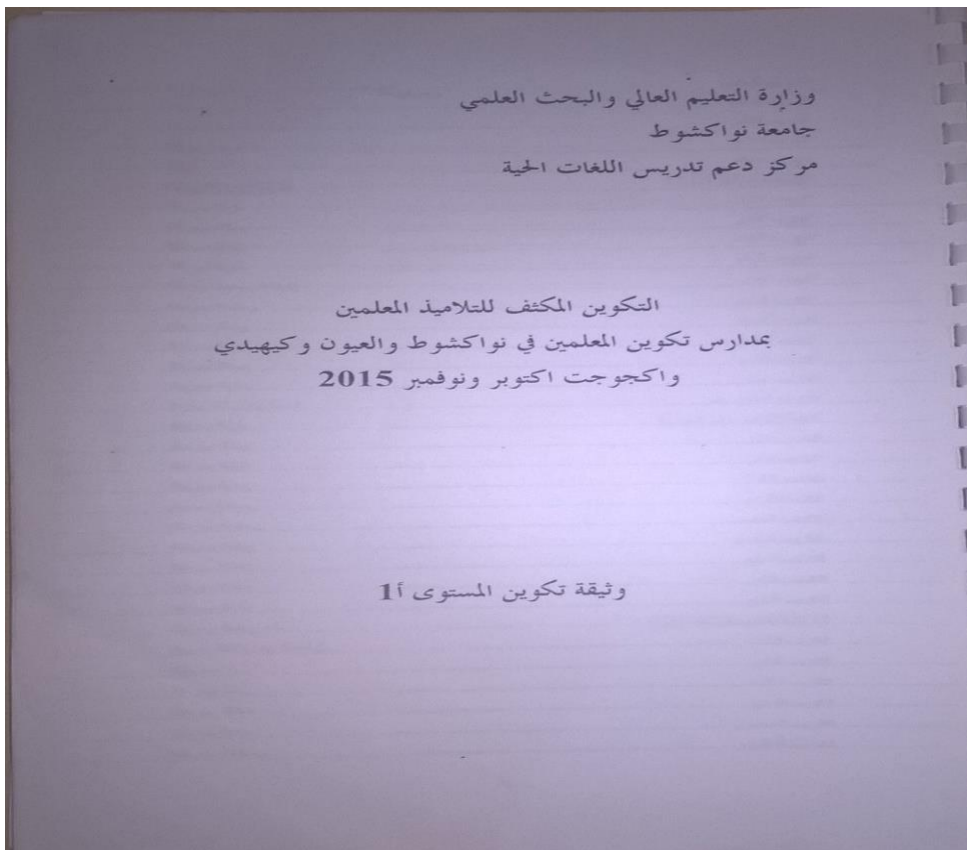 وزارة التعليم العالي والبحث العلمي
جامعة نواكشوط
مركز دعم تدريس اللغات الحية
التكوين المكثف للتلاميذ المعلمين
بمدارس تكوين المعلمين في نواكشوط والعيون وكيهيدي
واكجوجت اكتوبر ونوفمبر 2015
وثيقة تكوين المستوى أ1